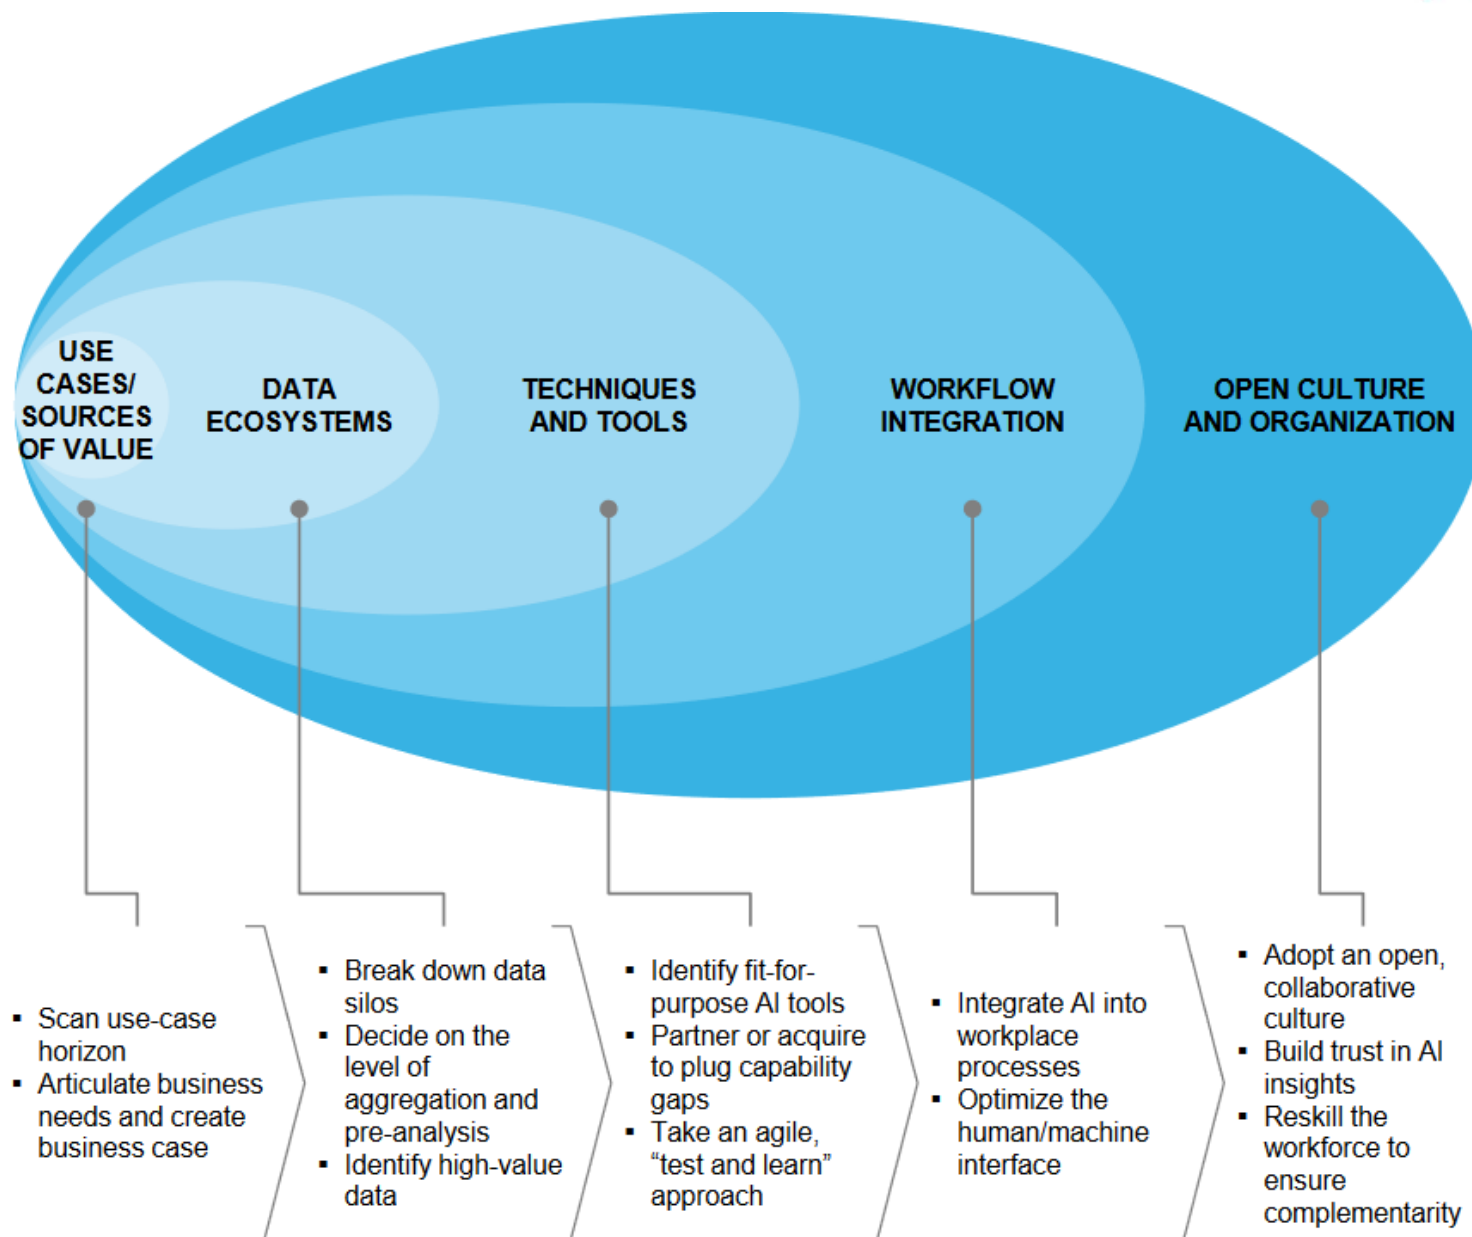 USE
CASES/
SOURCES
OF VALUE
DATA
ECOSYSTEMS
TECHNIQUES
AND TOOLS
WORKFLOW
INTEGRATION
OPEN CULTURE
AND ORGANIZATION
▪ Scan use-case
horizon
▪ Articulate business
needs and create
business case
▪ Break down data
silos
▪ Decide on the
level of
aggregation and
pre-analysis
▪ Identify high-value
data
▪ Identify fit-for-
purpose AI tools
▪ Partner or acquire
to plug capability
gaps
▪ Take an agile,
“test and learn”
approach
▪ Integrate AI into
workplace
processes
▪ Optimize the
human/machine
interface
▪ Adopt an open,
collaborative
culture
▪ Build trust in AI
insights
▪ Reskill the
workforce to
ensure
complementarity